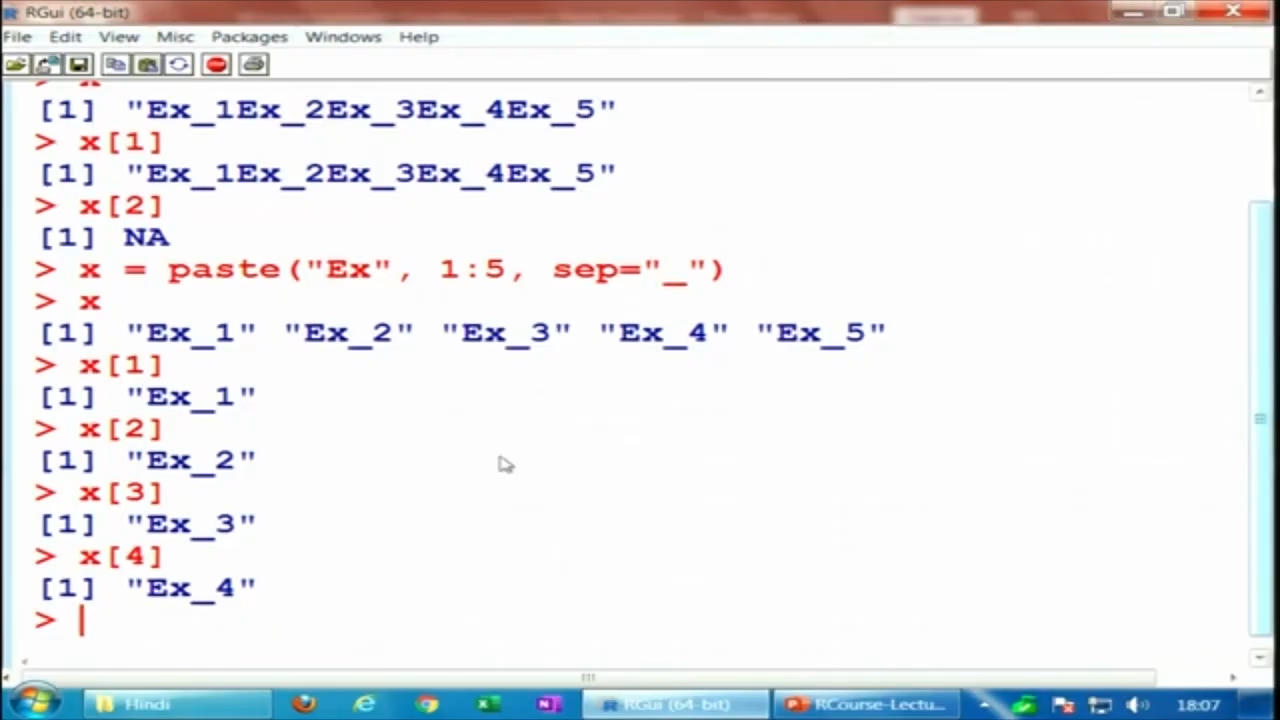 RGui (64-bit)
File Edit View Misc Packages Windows Help
STOP
> x
[1] "Ex_1Ex_2Ex_3Ex_4Ex_5"
> x[1]
[1] "Ex_1Ex_2Ex_3Ex_4Ex_5"
> x[2]
[1] NA
> x = paste("Ex", 1:5, sep="_")
> x
[1] "Ex_1" "Ex_2" "Ex_3" "Ex_4" "Ex_5"
> x[1]
[1] "Ex_1"
> x[2]
[1] "Ex_2"
> x[3]
[1] "Ex_3"
> x[4]
[1] "Ex_4"
>
Hindi RGui (64-bit) RCourse-Lectu... 18:07